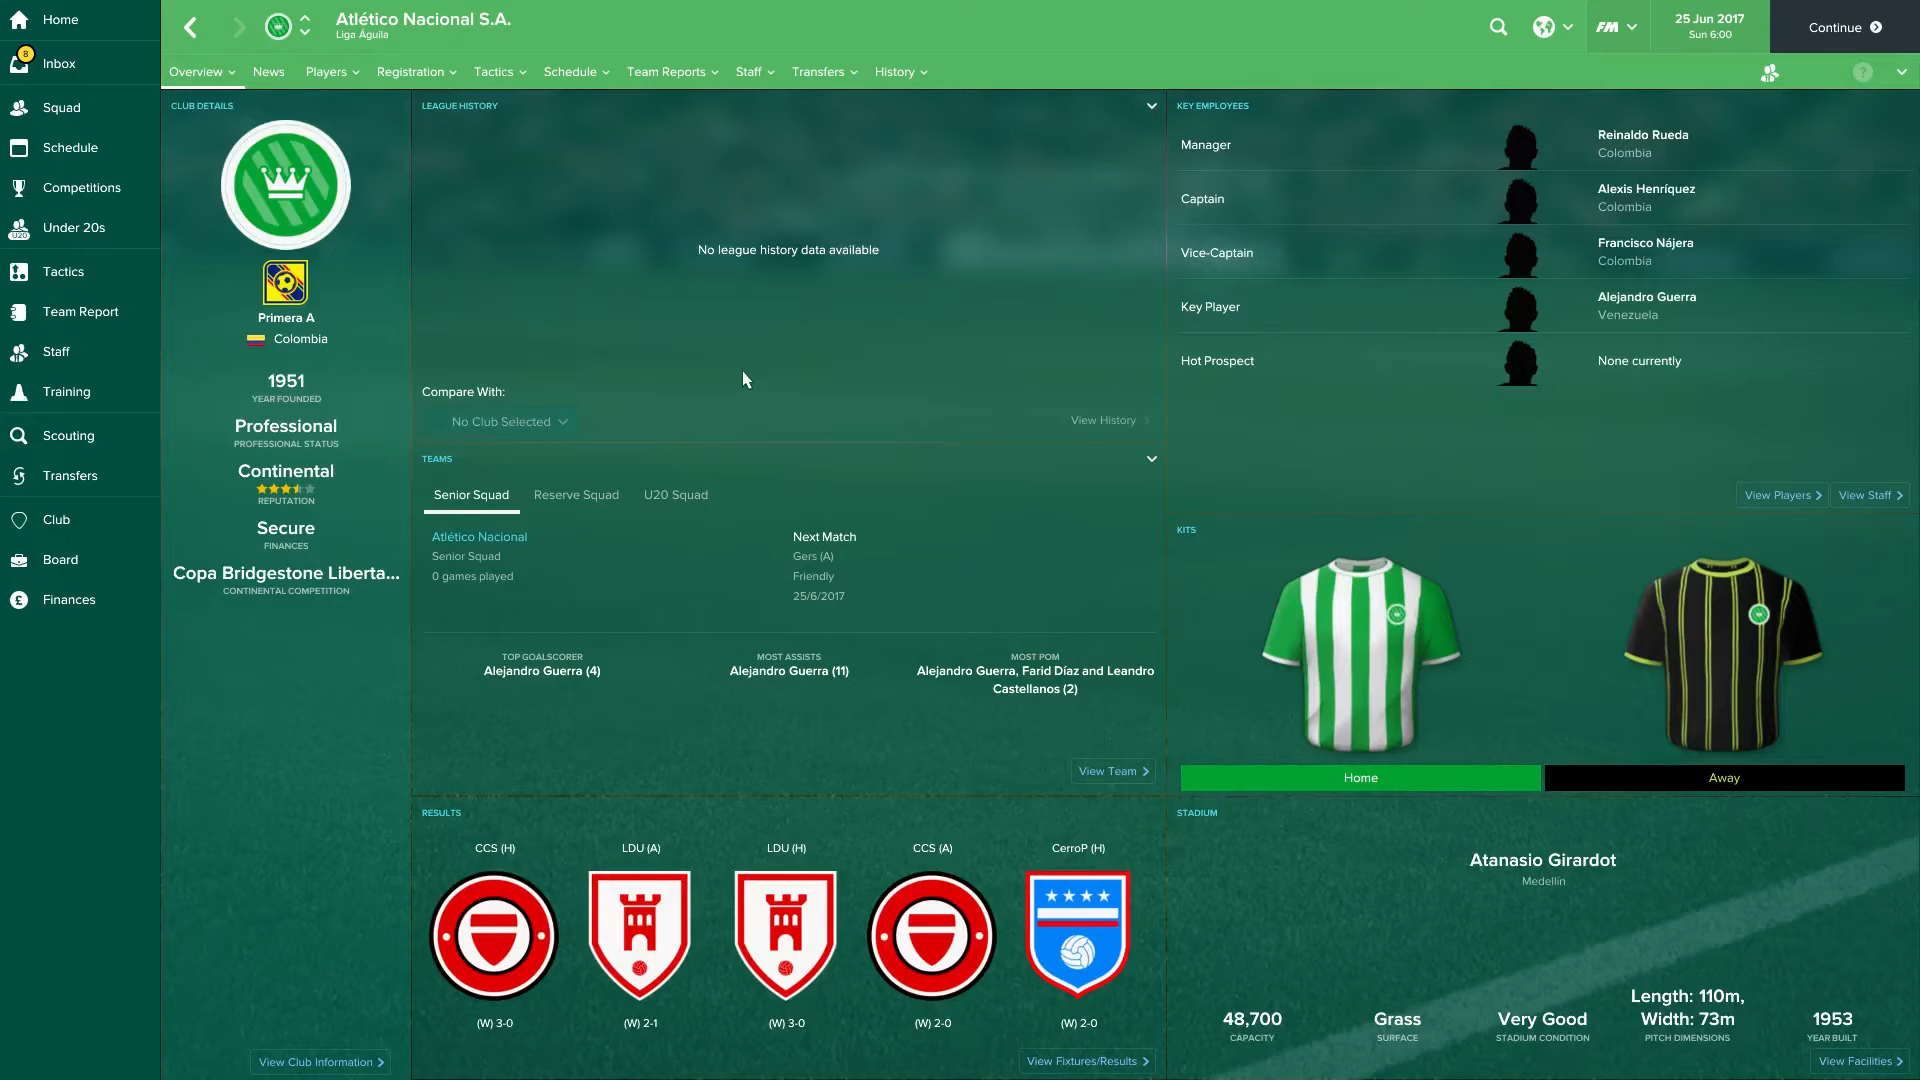 Home
8
Inbox
Squad
Schedule
Competitions
U20
Under 20s
Tactics
Team Report
Staff
Training
Scouting
Transfers
Club
Board
£
Finances
Atlético Nacional S.A.
Liga Águila
FM
25 Jun 2017
Sun 6:00
Continue
Overview
News
Players
Registration
Tactics
Schedule
Team Reports
Staff
Transfers
History
?
CLUB DETAILS
Primera A
Colombia
1951
YEAR FOUNDED
Professional
PROFESSIONAL STATUS
Continental
REPUTATION
Secure
FINANCES
Copa Bridgestone Liberta...
CONTINENTAL COMPETITION
View Club Information
LEAGUE HISTORY
No league history data available
Compare With:
No Club Selected
View History
TEAMS
Senior Squad Reserve Squad U20 Squad
Atlético Nacional
Senior Squad
0 games played
Next Match
Gers (A)
Friendly
25/6/2017
TOP GOALSCORER
Alejandro Guerra (4)
MOST ASSISTS
Alejandro Guerra (11)
MOST POM
Alejandro Guerra, Farid Díaz and Leandro
Castellanos (2)
View Team
RESULTS
CCS (H)
LDU (A)
LDU (H)
CCS (A)
CerroP (H)
(W) 3-0
(W) 2-1
(W) 3-0
(W) 2-0
(W) 2-0
View Fixtures/Results
KEY EMPLOYEES
Manager
Reinaldo Rueda
Colombia
Captain
Alexis Henríquez
Colombia
Vice-Captain
Francisco Nájera
Colombia
Key Player
Alejandro Guerra
Venezuela
Hot Prospect
None currently
View Players
View Staff
KITS
Home
Away
STADIUM
Atanasio Girardot
Medellín
48,700
CAPACITY
Grass
SURFACE
Very Good
STADIUM CONDITION
Length: 110m,
Width: 73m
PITCH DIMENSIONS
1953
YEAR BUILT
View Facilities